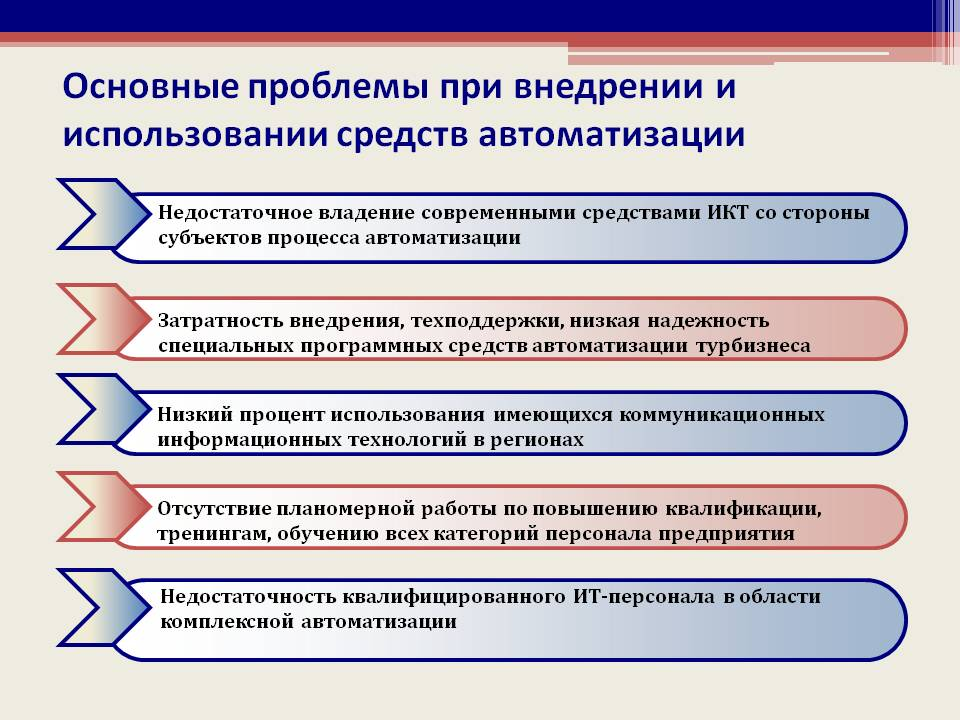 Основные проблемы при внедрении и
использовании средств автоматизации
Недостаточное владение современными средствами ИКТ со стороны
субъектов процесса автоматизации
Затратность внедрения, техподдержки, низкая надежность
специальных программных средств автоматизации турбизнеса
Низкий процент использования имеющихся коммуникационных
информационных технологий в регионах
Отсутствие планомерной работы по повышению квалификации,
тренингам, обучению всех категорий персонала предприятия
Недостаточность квалифицированного ИТ-персонала в области
комплексной автоматизации